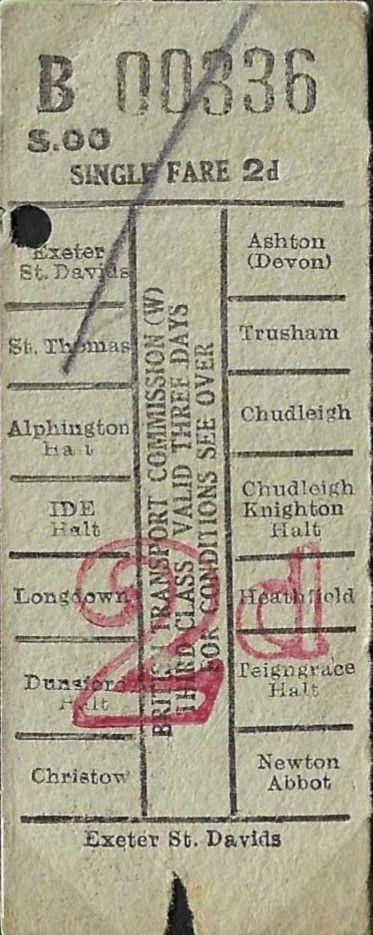 B 00336
S.00
SINGLE FARE 2d
Exeter
St. Davids
St. Thomas
Alphington
Halt
IDE
Halt
Longdown
Dunsford
Halt
Christow
BRITISH TRANSPORT COMMISSION (W)
THIRD CLASS VALID THREE DAYS
FOR CONDITIONS SEE OVER
2d
Ashton
(Devon)
Trusham
Chudleigh
Chudleigh
Knighton
Halt
Heathfield
Teigngrace
Halt
Newton
Abbot
Exeter St. Davids